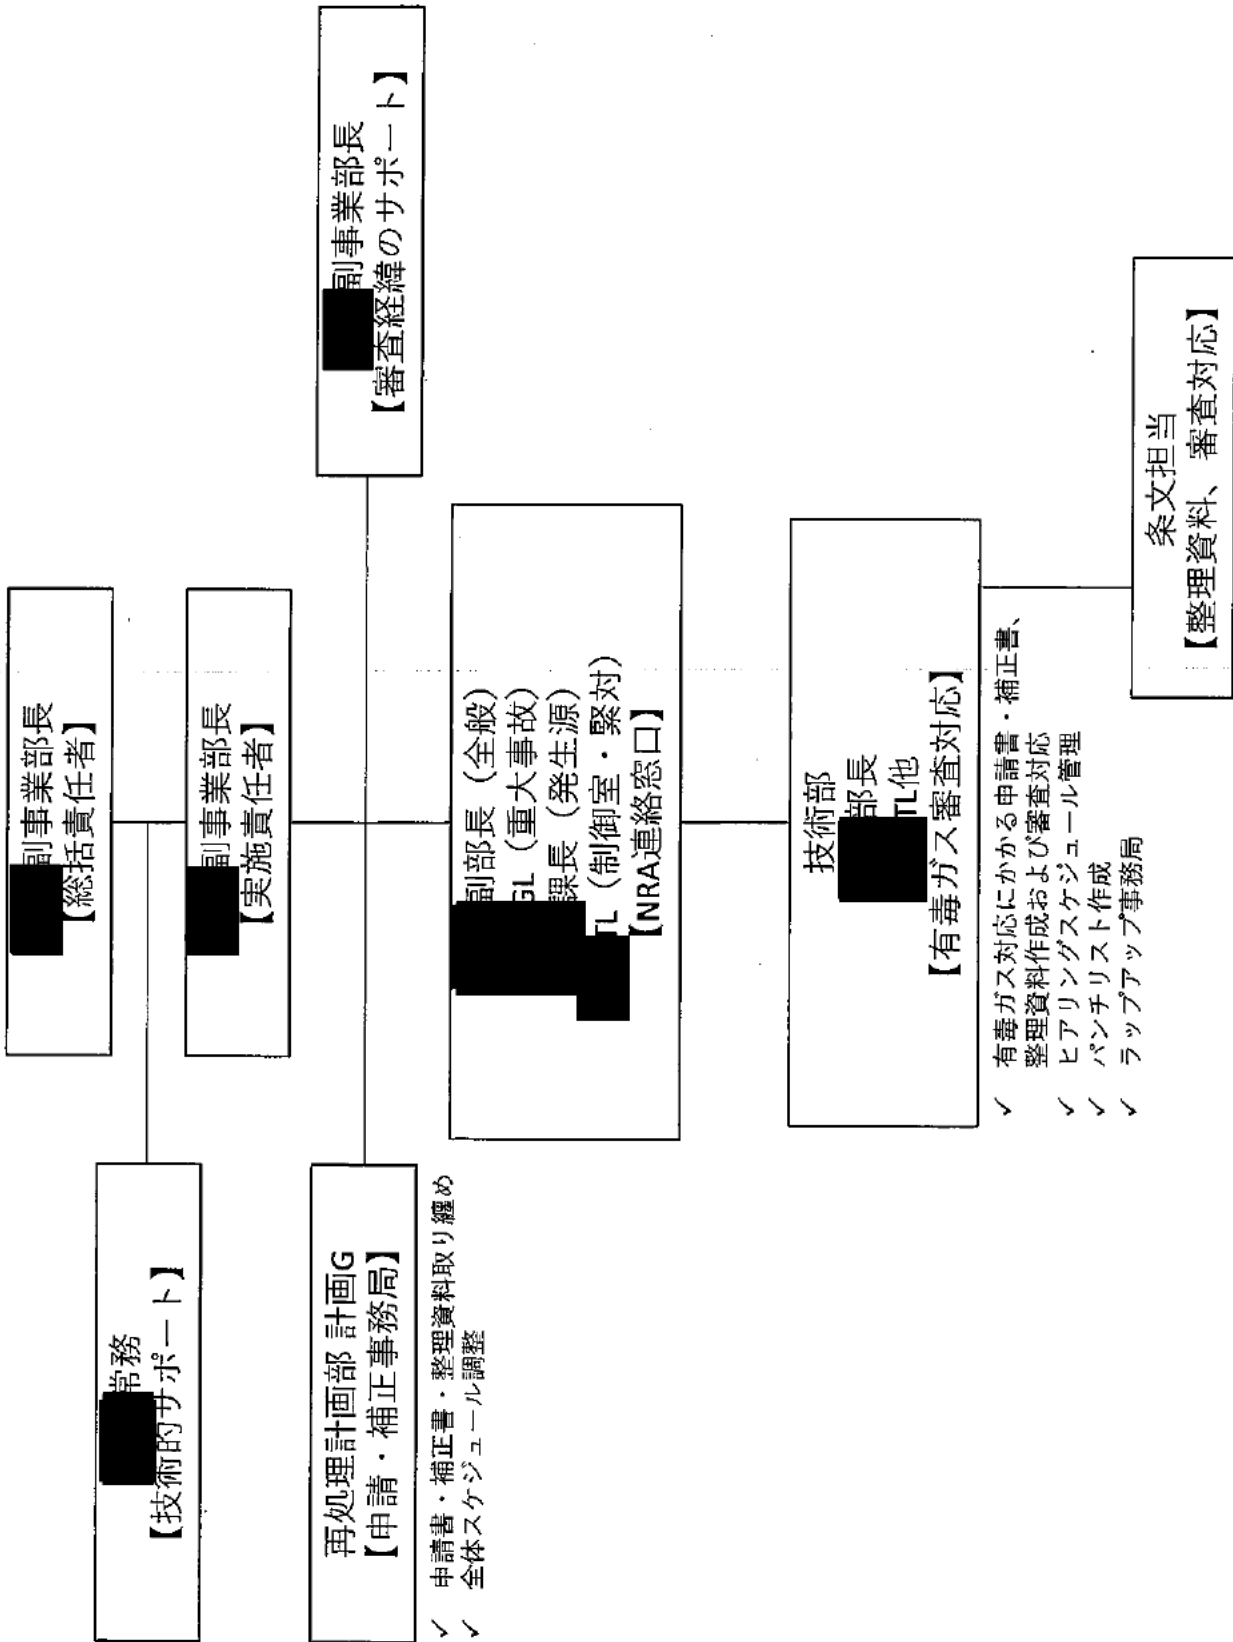 副事業部長
【総括責任者】
常務
【技術的サポート】
副事業部長
【実施責任者】
再処理計画部 計画G
【申請・補正事務局】
✓ 申請書・補正書・整理資料取り纏め
✓ 全体スケジュール調整
副事業部長
【審査経緯のサポート】
副部長（全般）
GL（重大事故）
課長（発生源）
TL（制御室・緊対）
【NRA連絡窓口】
技術部
部長
TL他
【有毒ガス審査対応】
✓ 有毒ガス対応にかかる申請書・補正書、
整理資料作成および審査対応
✓ ヒアリングスケジュール管理
✓ パンチリスト作成
✓ ラップアップ事務局
条文担当
【整理資料、審査対応】